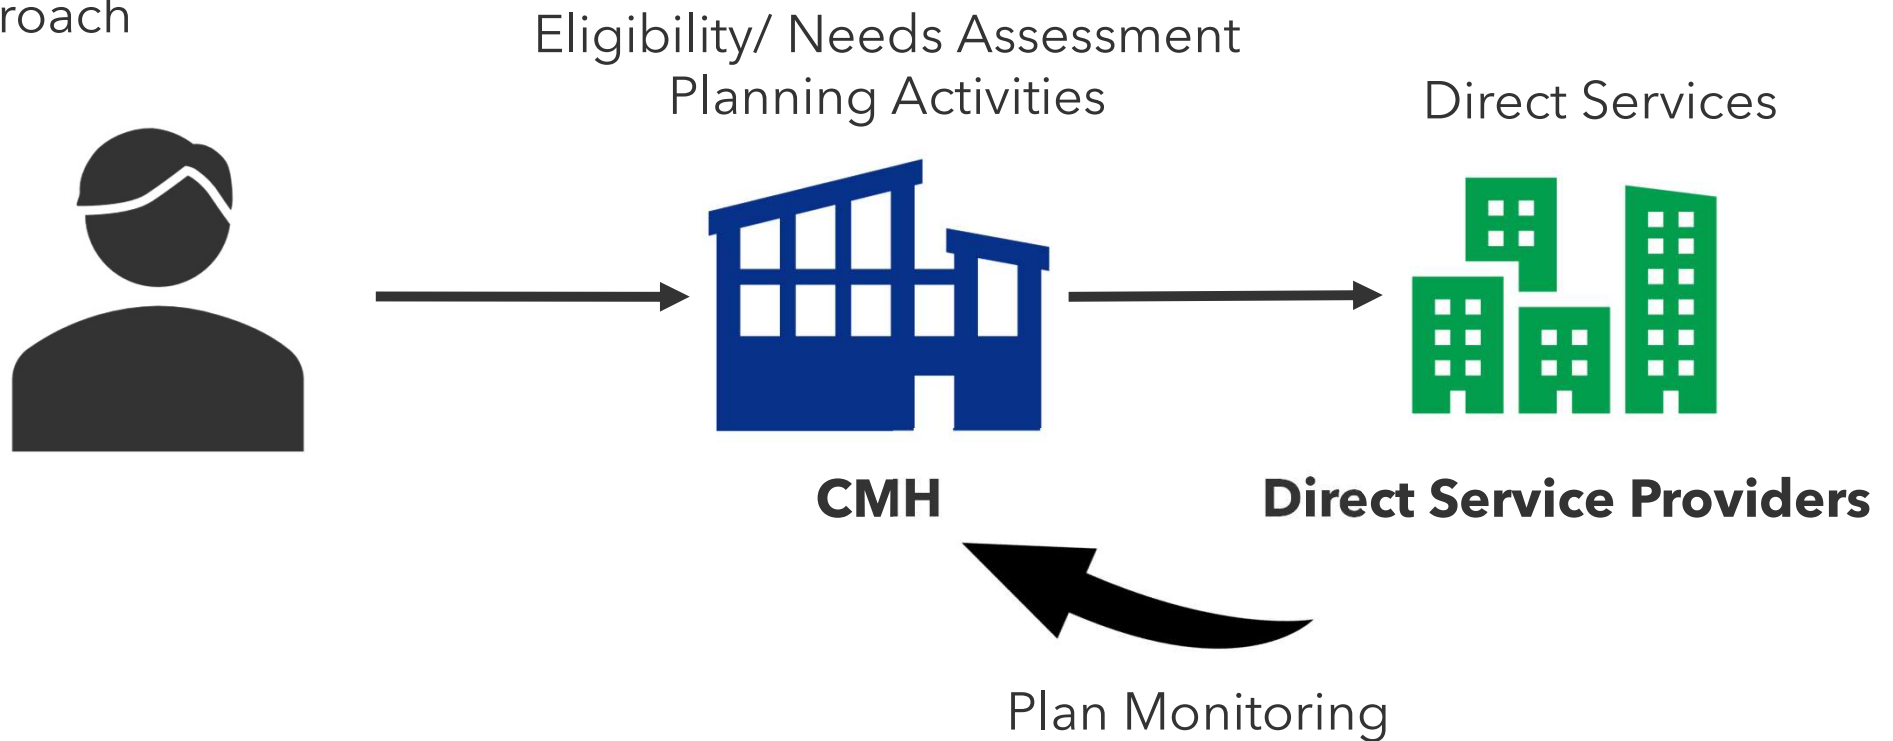 roach
Eligibility/ Needs Assessment
Planning Activities
Direct Services
CMH
Direct Service Providers
Plan Monitoring